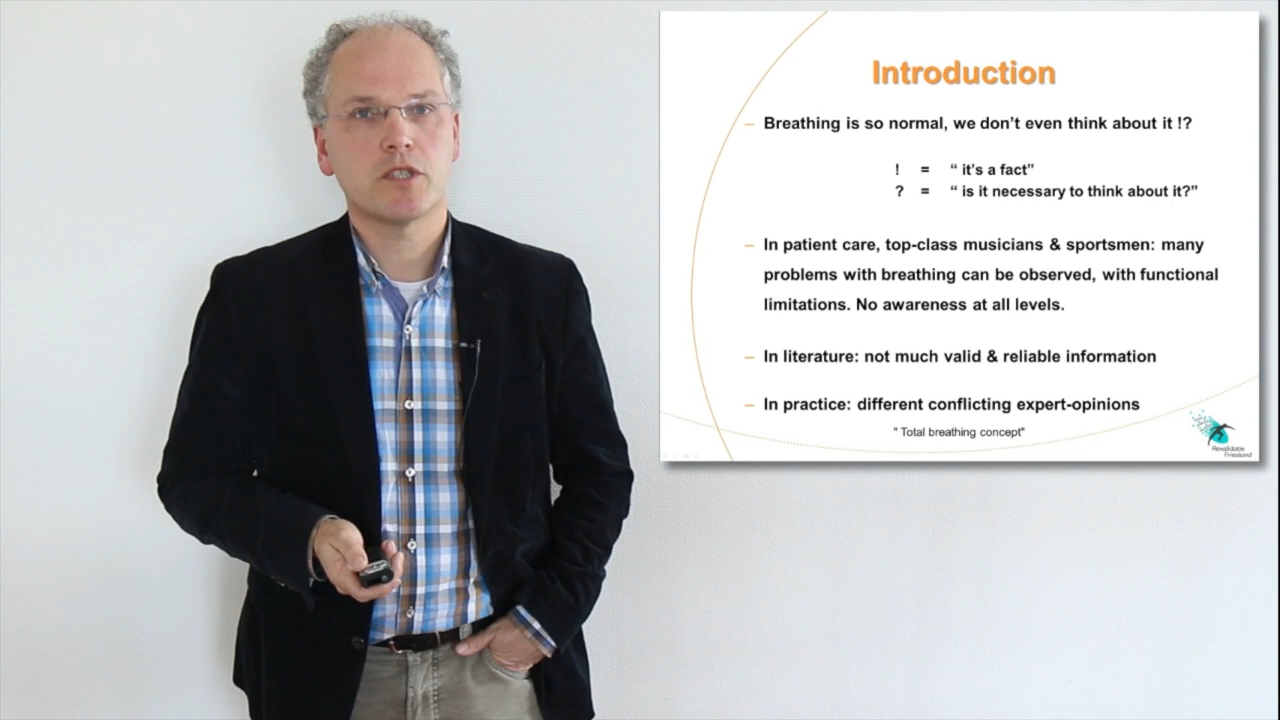 Introduction
– Breathing is so normal, we don't even think about it !?
! = “ it's a fact”
? = “ is it necessary to think about it?”
– In patient care, top-class musicians & sportsmen: many
problems with breathing can be observed, with functional
limitations. No awareness at all levels.
– In literature: not much valid & reliable information
– In practice: different conflicting expert-opinions
" Total breathing concept"
Revalidatie
Friesland